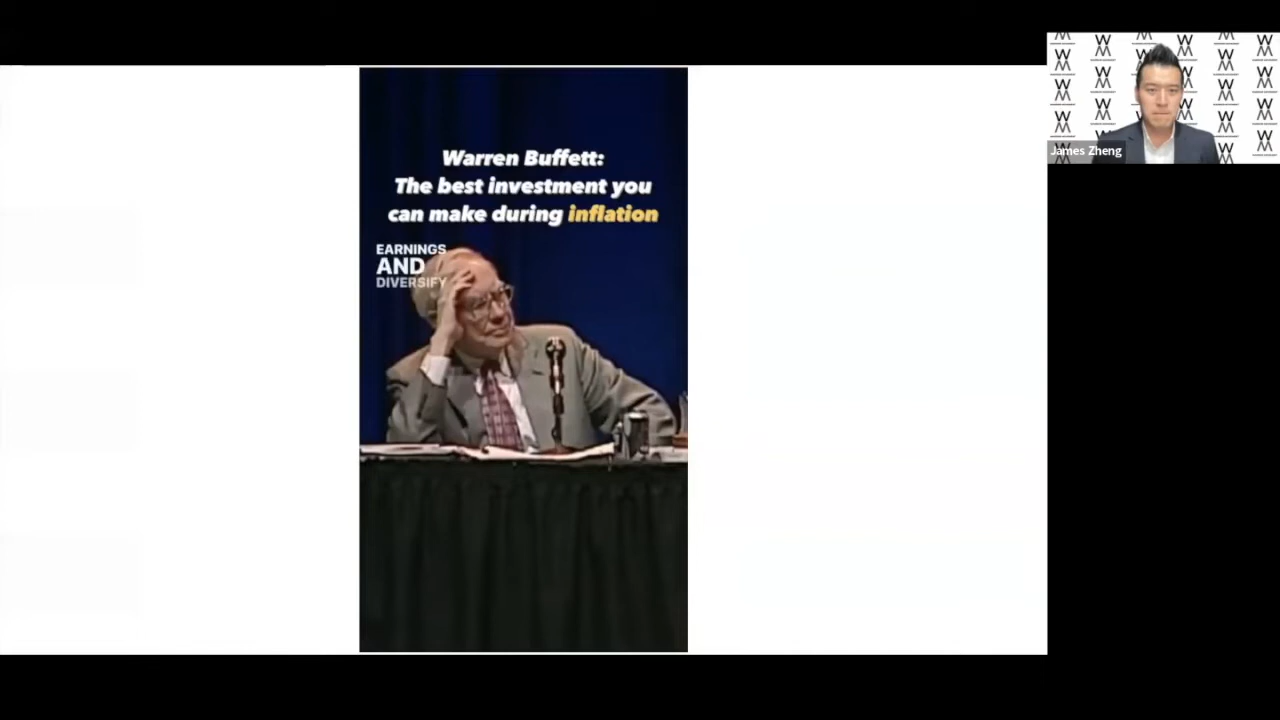 Warren Buffett:
The best investment you
can make during inflation
EARNINGS
AND
DIVERSIFY
James Zheng